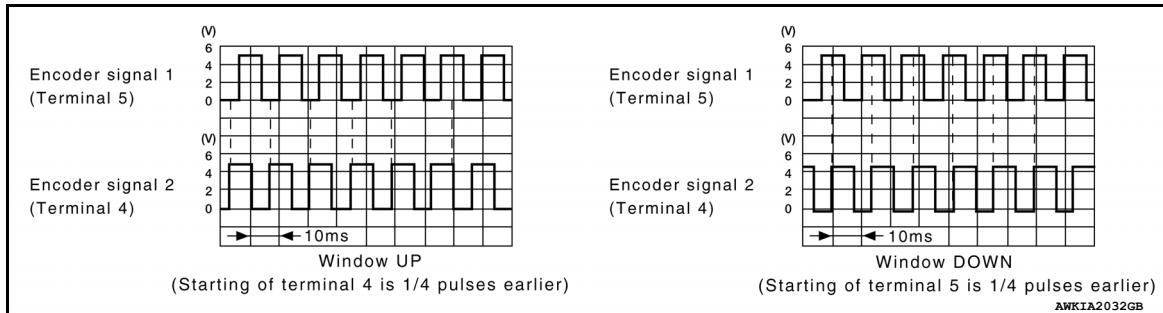 (V)
6
4
2
0
Encoder signal 1
(Terminal 5)
(V)
6
4
2
0
Encoder signal 2
(Terminal 4)
10ms
Window UP
(Starting of terminal 4 is 1/4 pulses earlier)
(V)
6
4
2
0
Encoder signal 1
(Terminal 5)
(V)
6
4
2
0
Encoder signal 2
(Terminal 4)
10ms
Window DOWN
(Starting of terminal 5 is 1/4 pulses earlier)
AWKIA2032GB